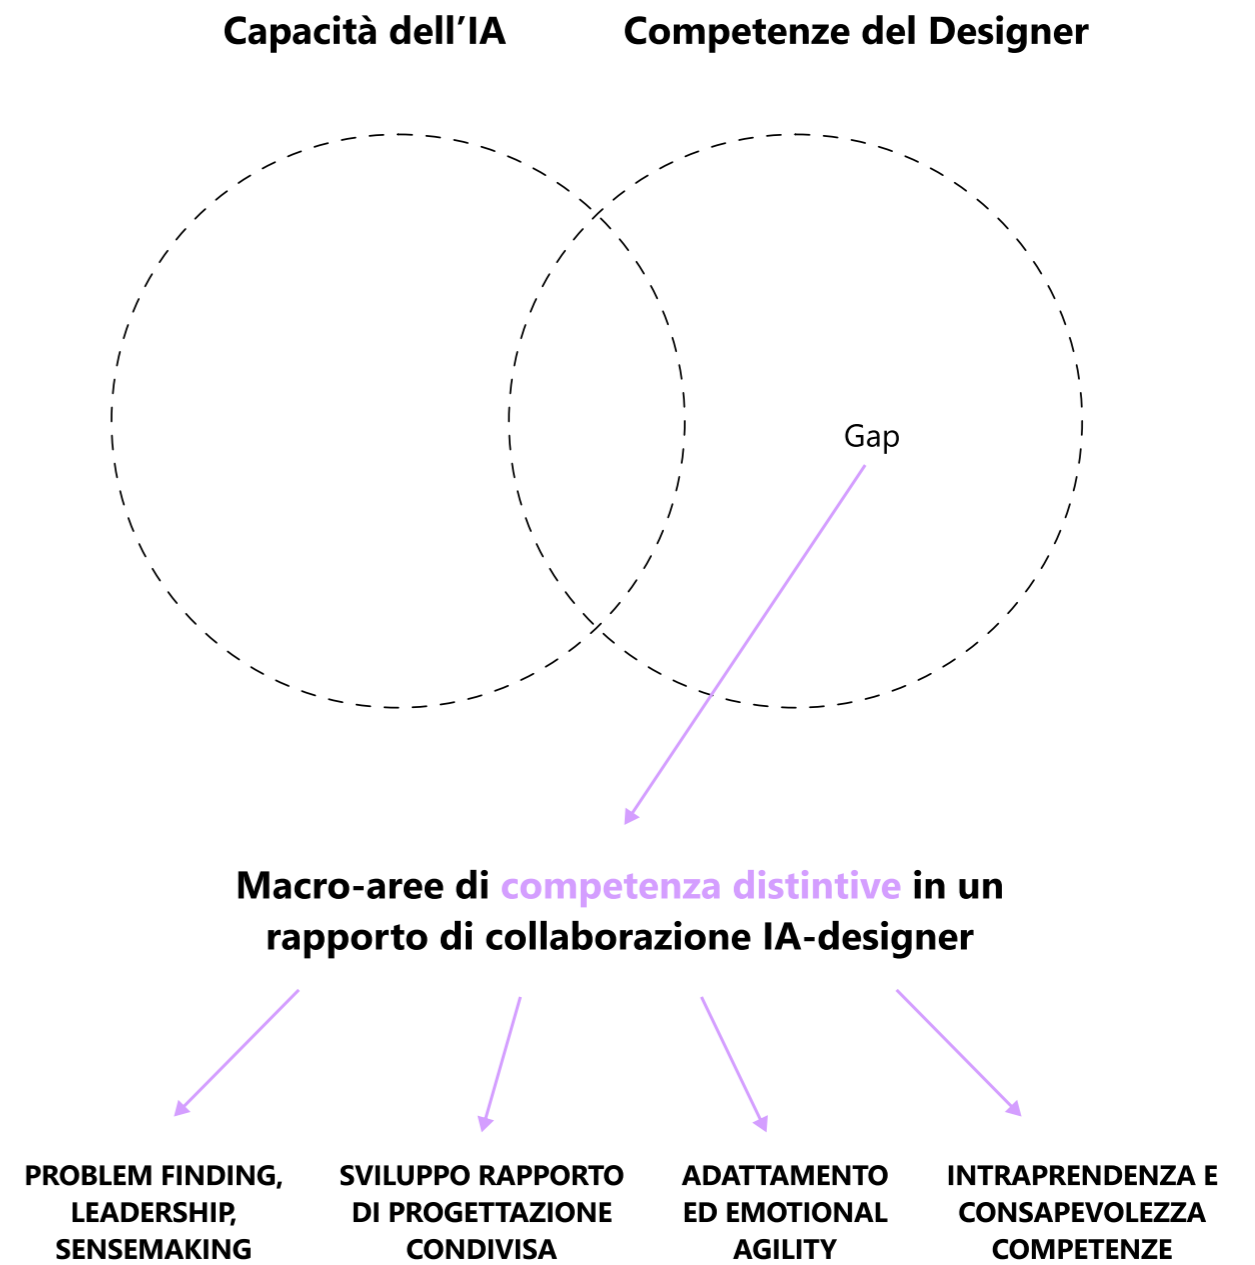 Capacità dell’IA
Competenze del Designer
Gap
Macro-aree di competenza distintive in un
rapporto di collaborazione IA-designer
PROBLEM FINDING,
LEADERSHIP,
SENSEMAKING
SVILUPPO RAPPORTO
DI PROGETTAZIONE
CONDIVISA
ADATTAMENTO
ED EMOTIONAL
AGILITY
INTRAPRENDENZA E
CONSAPEVOLEZZA
COMPETENZE